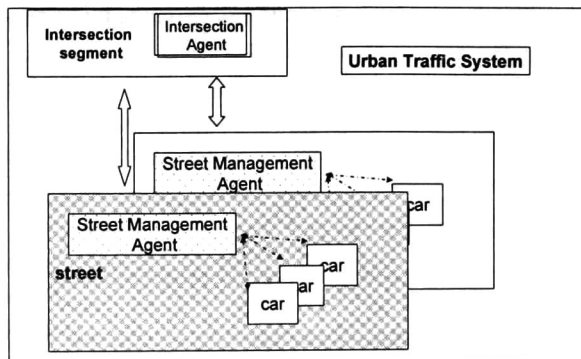 Intersection
segment
Intersection
Agent
Urban Traffic System
Street Management
Agent
car
Street Management
Agent
street
car
car
car